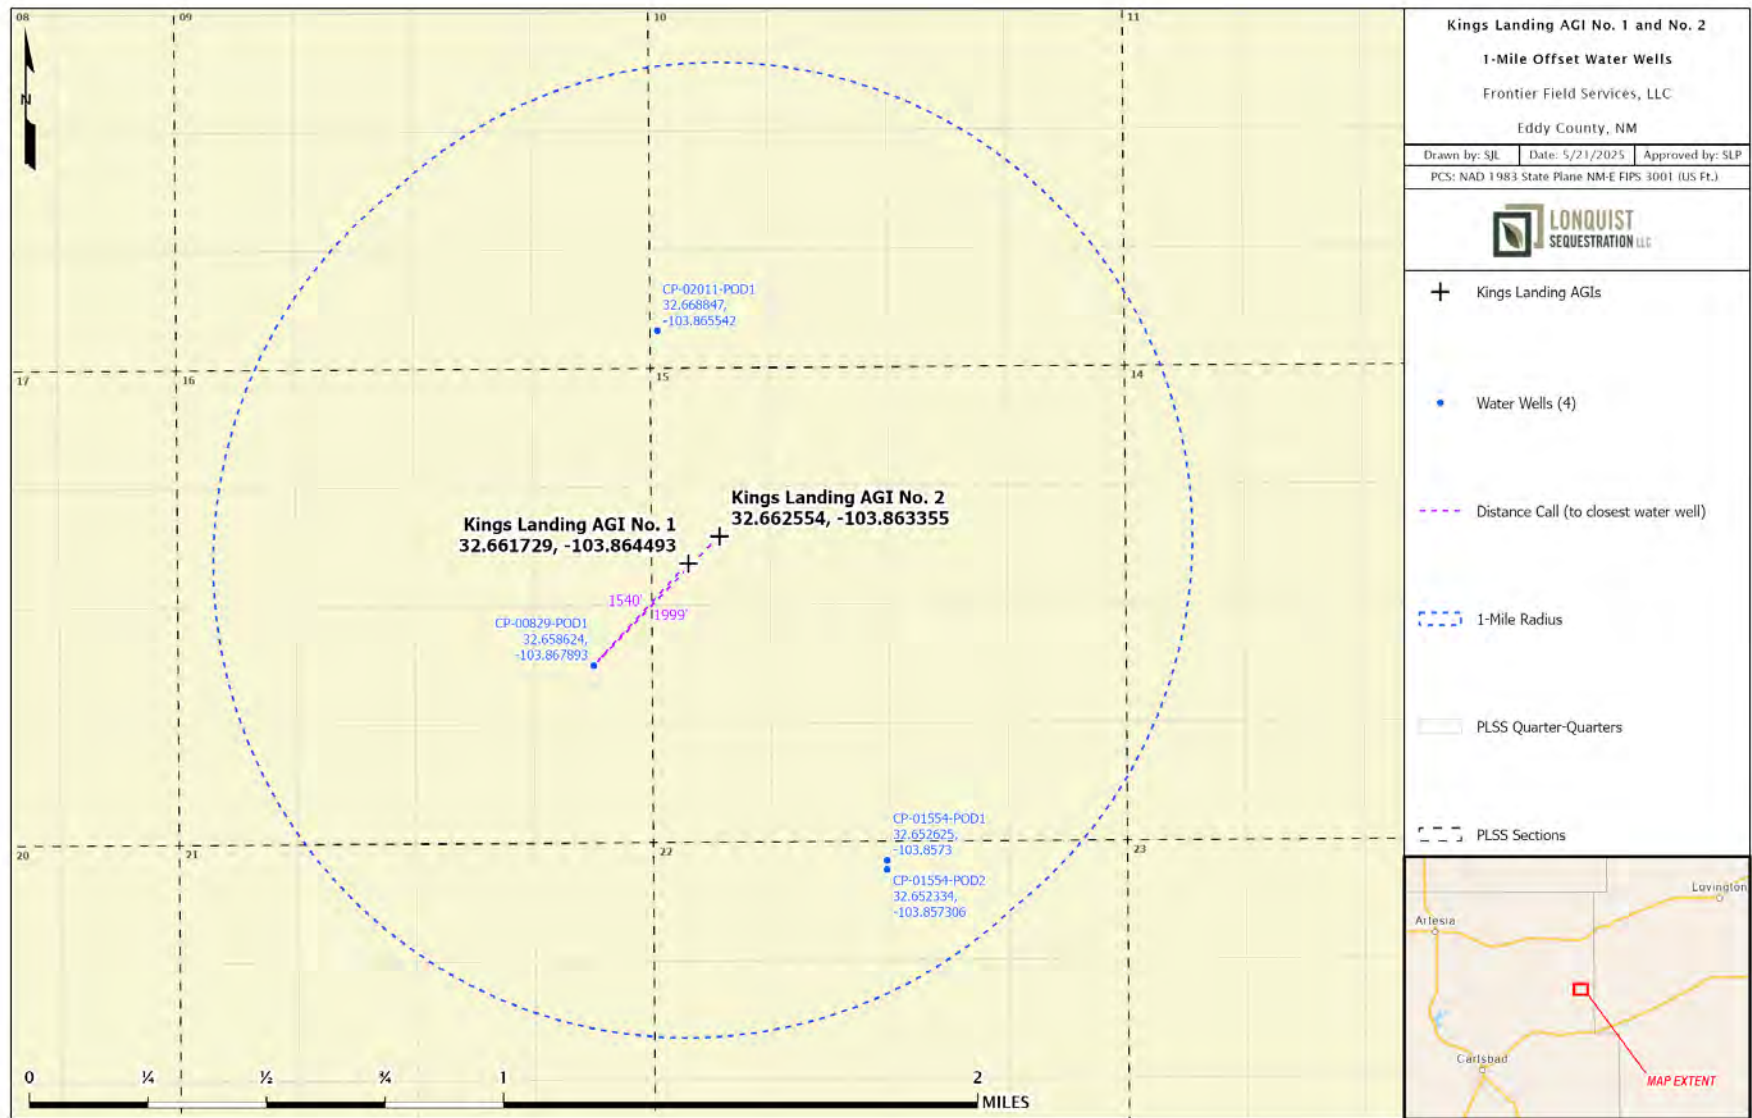 08
09
10
11
N
CP-02011-POD1
32.668847,
-103.865542
17
16
15
14
Kings Landing AGI No. 2
32.662554, -103.863355
Kings Landing AGI No. 1
32.661729, -103.864493
1540'
1999'
CP-00829-POD1
32.658624,
-103.867893
20
21
22
23
CP-01554-POD1
32.652625,
-103.8573
CP-01554-POD2
32.652334,
-103.857306
0
¼
½
¾
1
2
MILES
Kings Landing AGI No. 1 and No. 2
1-Mile Offset Water Wells
Frontier Field Services, LLC
Eddy County, NM
Drawn by: SJL
Date: 5/21/2025
Approved by: SLP
PCS: NAD 1983 State Plane NM-E FIPS 3001 (US Ft.)
LONQUIST
SEQUESTRATION LLC
Kings Landing AGIs
Water Wells (4)
Distance Call (to closest water well)
1-Mile Radius
PLSS Quarter-Quarters
PLSS Sections
Lovington
Artesia
Carlsbad
MAP EXTENT